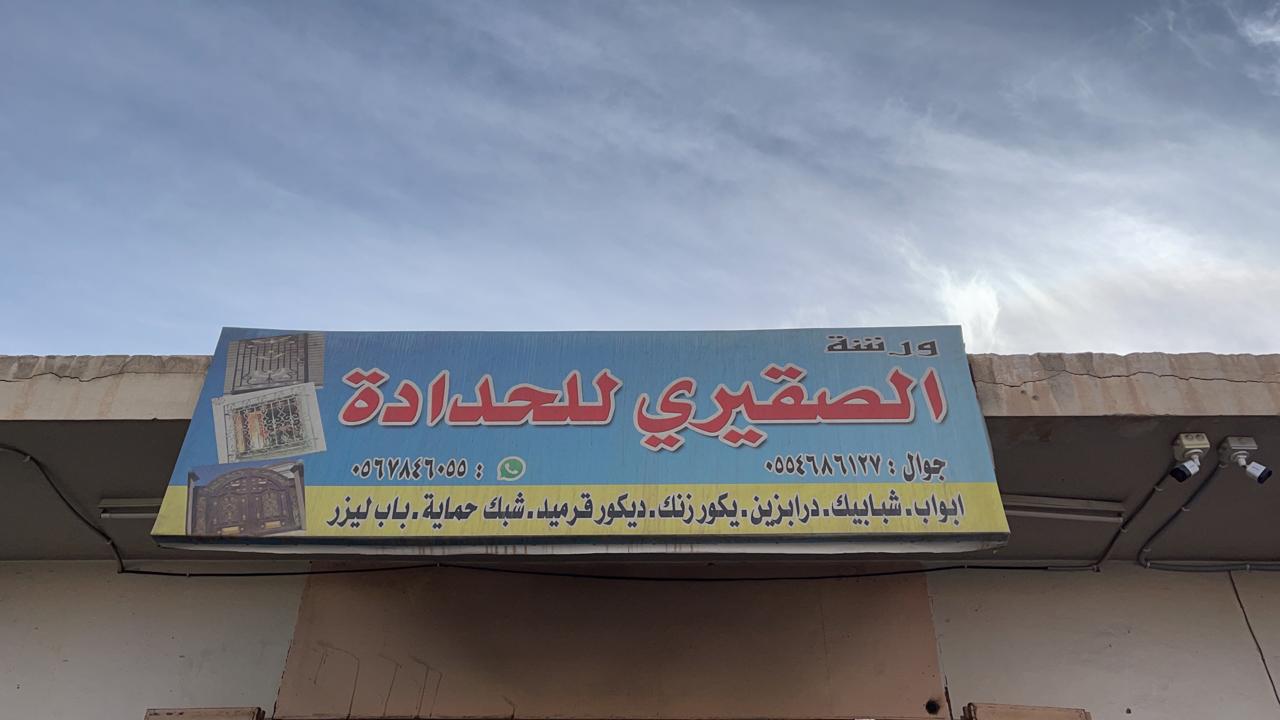 ورشة
الصقيري للحدادة
جوال : ٠٥٥٤٦٨٦١٢٧ : ٠٥٦٧٨٤٦٠٥٥
ابواب . شبابيك . درابزين . يكور زنك . ديكور قرميد . شبك حماية . باب ليزر